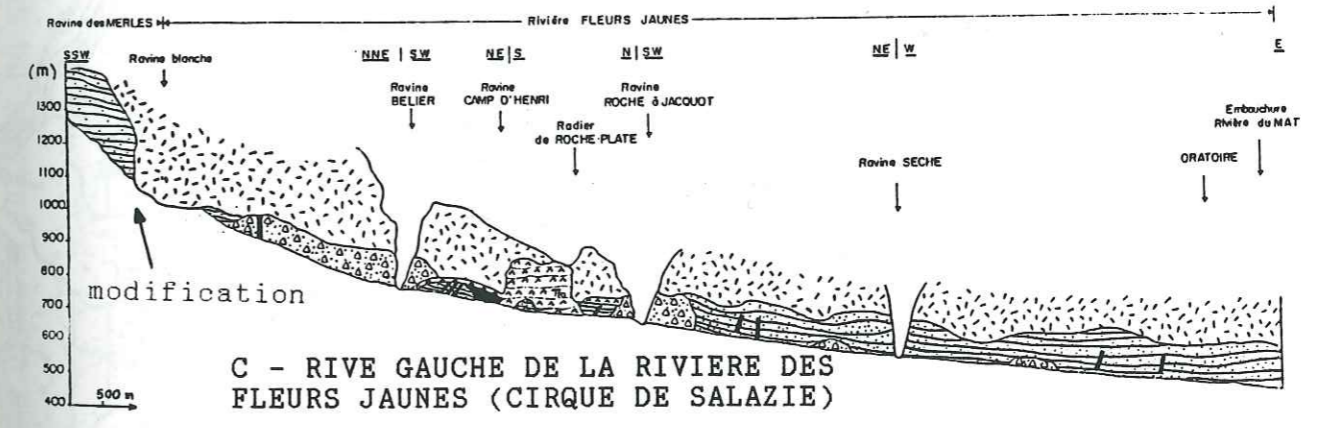 Ravine des MERLES
Rivière FLEURS JAUNES
SSW
NNE | SW
NE | S
N | SW
NE | W
E
(m)
Ravine blanche
Ravine
BELIER
Ravine
CAMP D'HENRI
Radier
de ROCHE-PLATE
Ravine
ROCHE à JACQUOT
Ravine SECHE
ORATOIRE
Embouchure
Rivière du MAT
1300
1200
1100
1000
900
800
700
600
500
400
500 m
modification
C - RIVE GAUCHE DE LA RIVIERE DES
FLEURS JAUNES (CIRQUE DE SALAZIE)